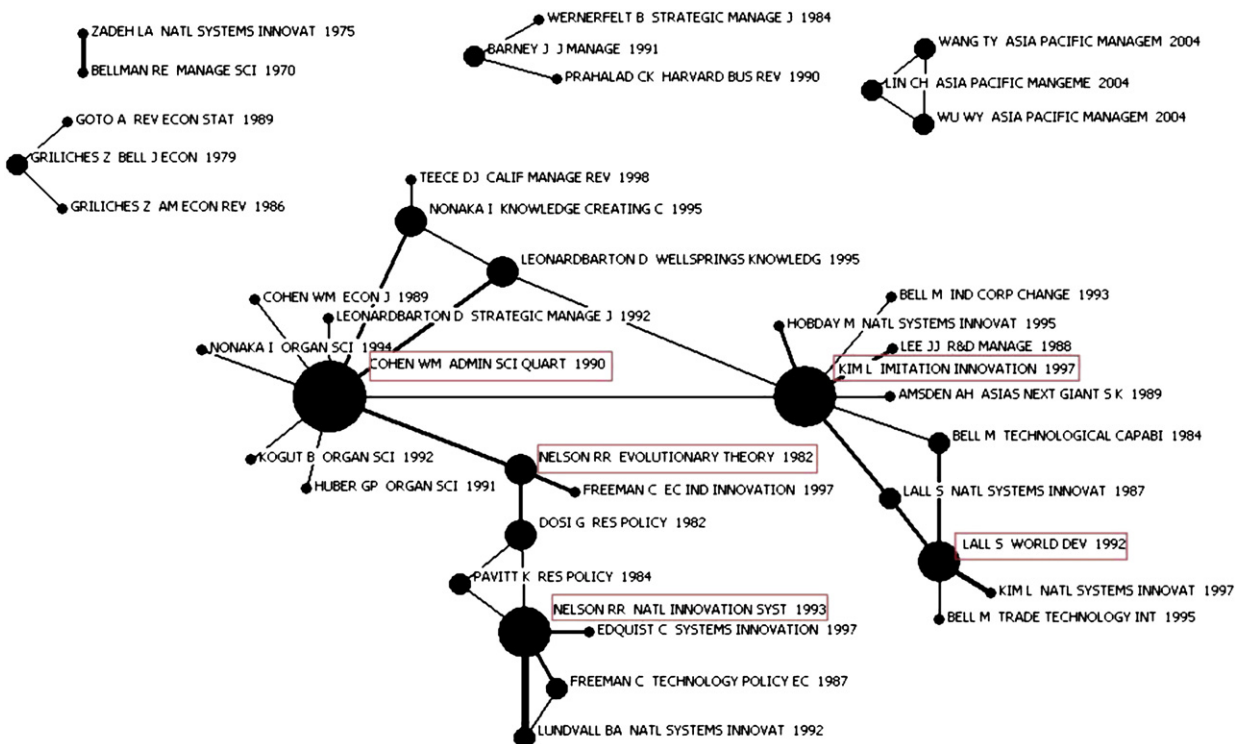 ZADEH LA NATL SYSTEMS INNOVAT 1975
BELLMAN RE MANAGE SCI 1970
WERNERFELT B STRATEGIC MANAGE J 1984
BARNEY J J MANAGE 1991
PRAHALAD CK HARVARD BUS REV 1990
WANG TY ASIA PACIFIC MANAGEM 2004
LIN CH ASIA PACIFIC MANGEME 2004
WU WY ASIA PACIFIC MANAGEM 2004
GOTO A REV ECON STAT 1989
GRILICHES Z BELL J ECON 1979
GRILICHES Z AM ECON REV 1986
TEECE DJ CALIF MANAGE REV 1998
NONAKA I KNOWLEDGE CREATING C 1995
LEONARDBARTON D WELLSPRINGS KNOWLEDG 1995
COHEN WM ECON J 1989
LEONARDBARTON D STRATEGIC MANAGE J 1992
NONAKA I ORGAN SCI 1994
COHEN WM ADMIN SCI QUART 1990
BELL M IND CORP CHANGE 1993
HOBDAY M NATL SYSTEMS INNOVAT 1995
LEE JJ R&D MANAGE 1988
KIM L IMITATION INNOVATION 1997
AMSDEN AH ASIAS NEXT GIANT S K 1989
BELL M TECHNOLOGICAL CAPABI 1984
KOGUT B ORGAN SCI 1992
HUBER GP ORGAN SCI 1991
NELSON RR EVOLUTIONARY THEORY 1982
FREEMAN C EC IND INNOVATION 1997
LALL S NATL SYSTEMS INNOVAT 1987
DOSI G RES POLICY 1982
LALL S WORLD DEV 1992
PAVITT K RES POLICY 1984
KIM L NATL SYSTEMS INNOVAT 1997
NELSON RR NATL INNOVATION SYST 1993
BELL M TRADE TECHNOLOGY INT 1995
EDQUIST C SYSTEMS INNOVATION 1997
FREEMAN C TECHNOLOGY POLICY EC 1987
LUNDVALL BA NATL SYSTEMS INNOVAT 1992